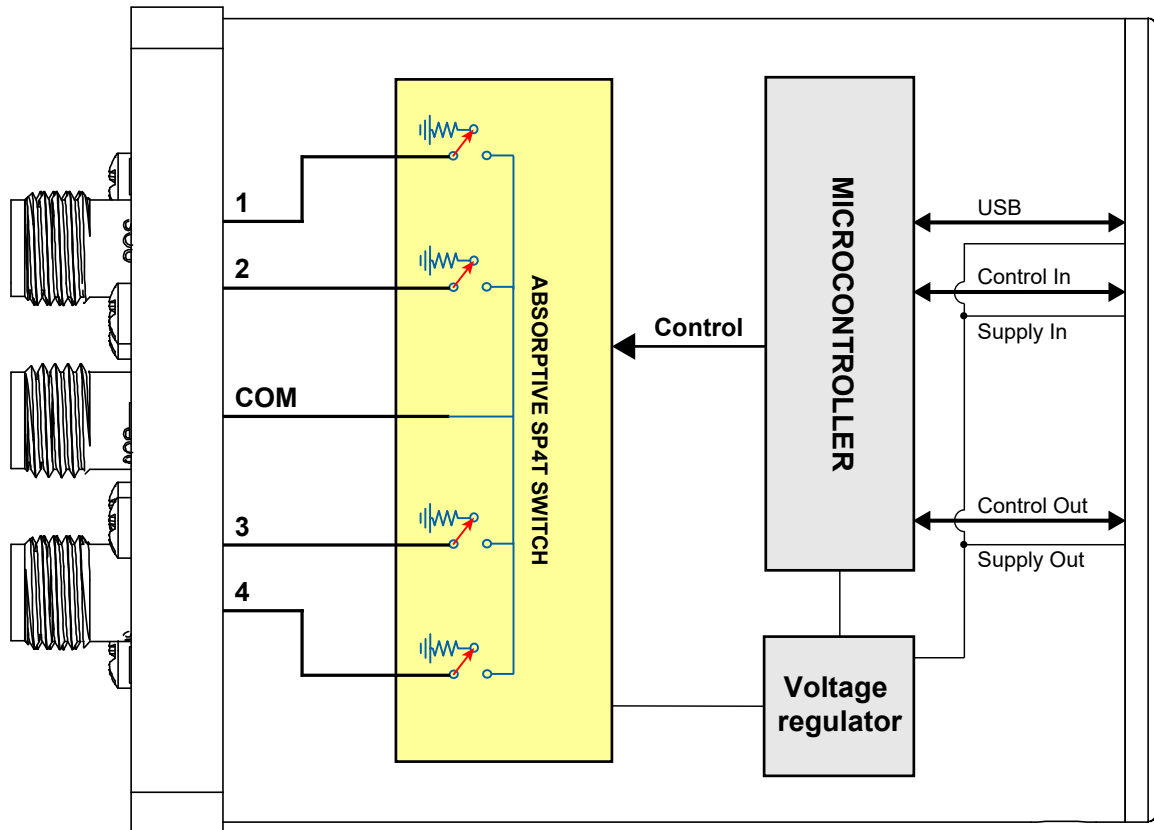 1
2
COM
3
4
ABSORPTIVE SP4T SWITCH
Control
MICROCONTROLLER
USB
Control In
Supply In
Control Out
Supply Out
Voltage
regulator